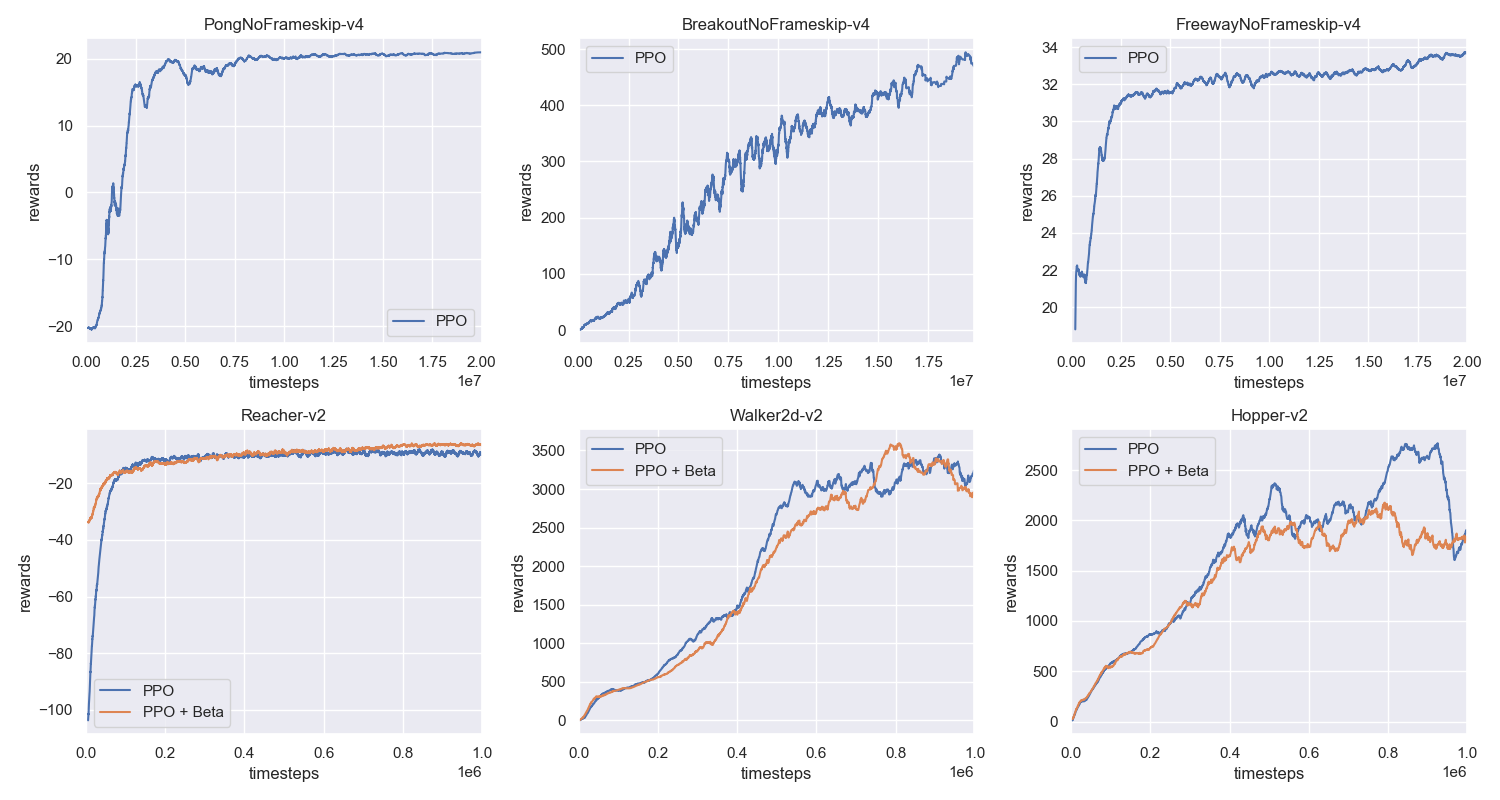 PongNoFrameskip-v4
rewards
20
10
0
−10
−20
PPO
0.00 0.25 0.50 0.75 1.00 1.25 1.50 1.75 2.00
timesteps
1e7
BreakoutNoFrameskip-v4
rewards
500
400
300
200
100
0
PPO
0.00 0.25 0.50 0.75 1.00 1.25 1.50 1.75
timesteps
1e7
FreewayNoFrameskip-v4
rewards
34
32
30
28
26
24
22
20
PPO
0.00 0.25 0.50 0.75 1.00 1.25 1.50 1.75 2.00
timesteps
1e7
Reacher-v2
rewards
−20
−40
−60
−80
−100
PPO
PPO + Beta
0.0 0.2 0.4 0.6 0.8 1.0
timesteps
1e6
Walker2d-v2
rewards
3500
3000
2500
2000
1500
1000
500
0
PPO
PPO + Beta
0.0 0.2 0.4 0.6 0.8 1.0
timesteps
1e6
Hopper-v2
rewards
2500
2000
1500
1000
500
0
PPO
PPO + Beta
0.0 0.2 0.4 0.6 0.8 1.0
timesteps
1e6